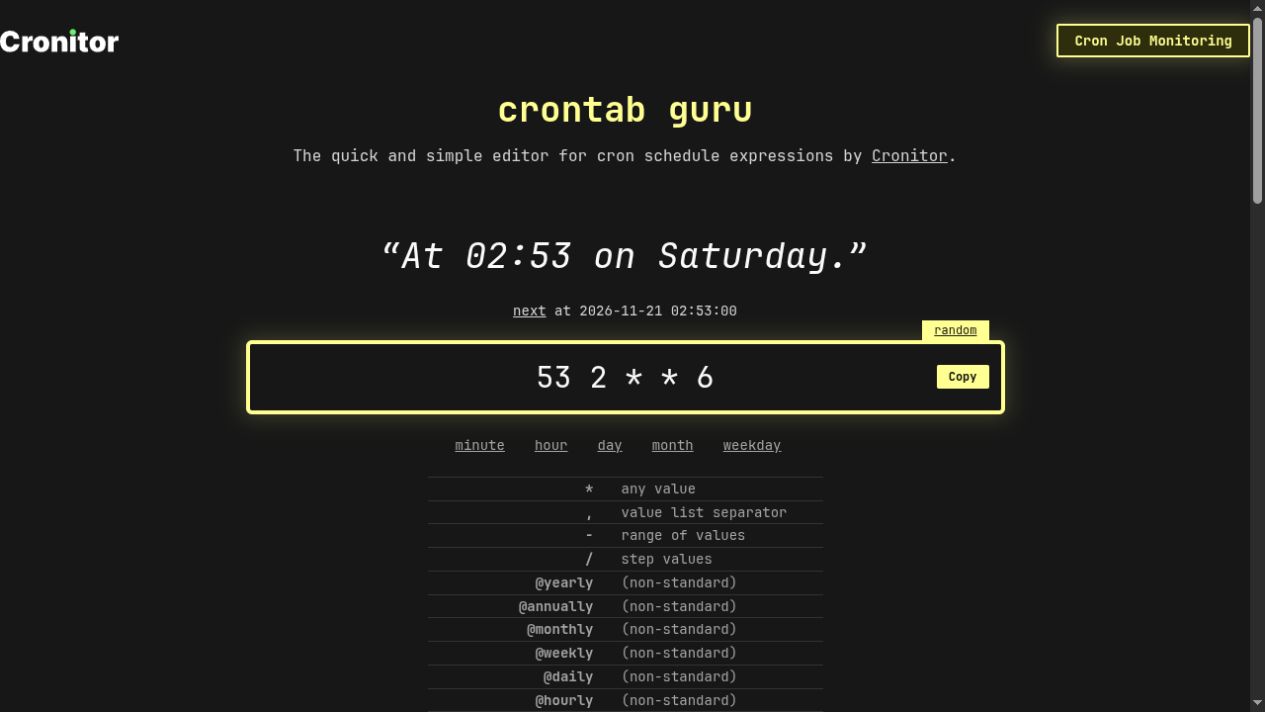 Cronitor
Cron Job Monitoring
crontab guru
The quick and simple editor for cron schedule expressions by Cronitor.
“At 02:53 on Saturday.”
next at 2026-11-21 02:53:00
random
53 2 * * 6
Copy
minute hour day month weekday
* any value
, value list separator
- range of values
/ step values
@yearly (non-standard)
@annually (non-standard)
@monthly (non-standard)
@weekly (non-standard)
@daily (non-standard)
@hourly (non-standard)